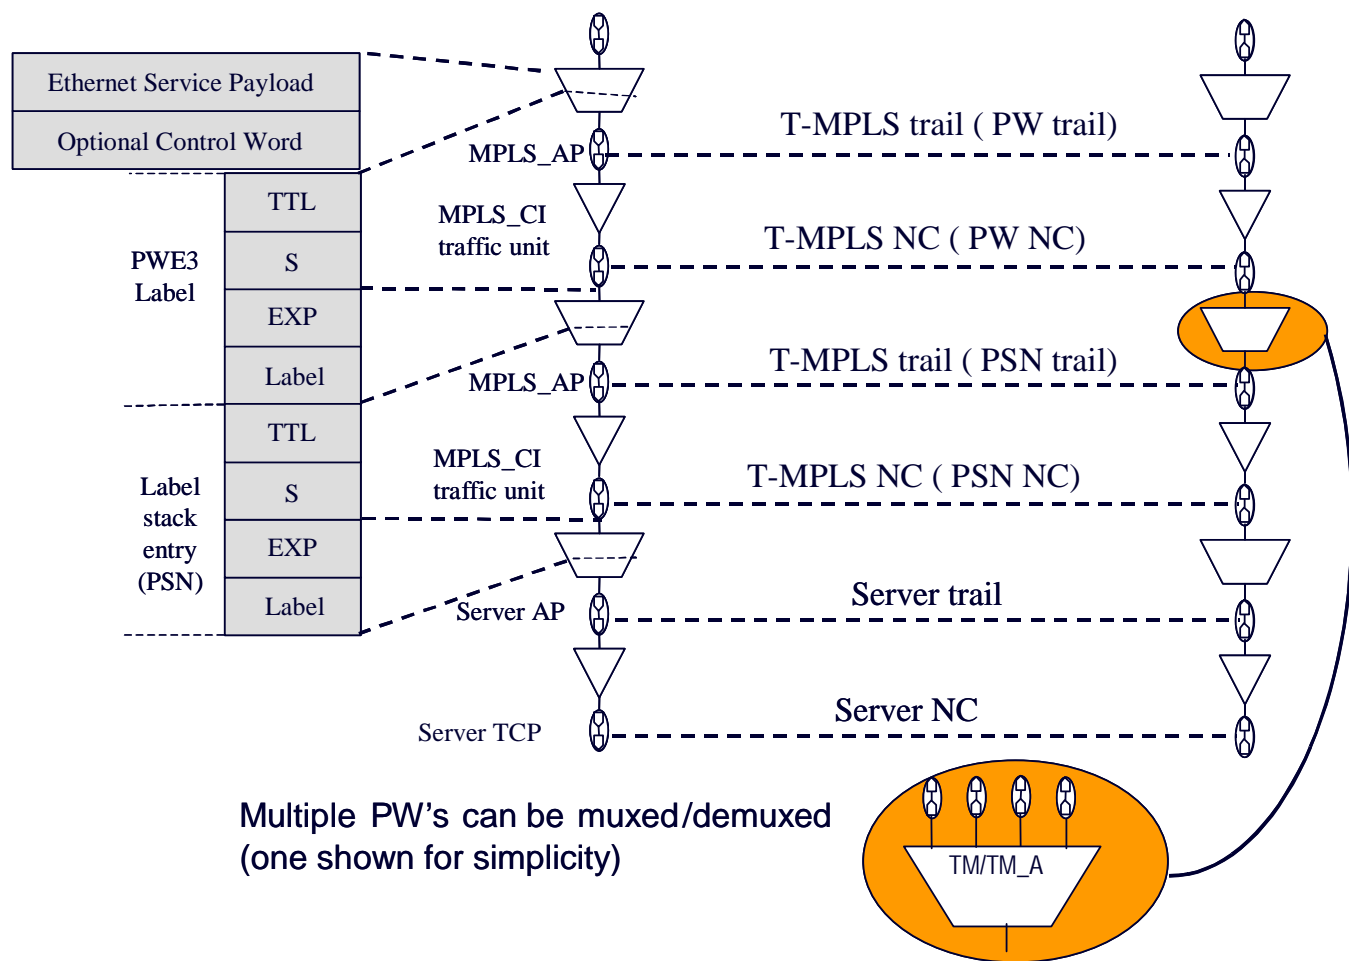 Ethernet Service Payload
Optional Control Word
TTL
S
EXP
Label
TTL
S
EXP
Label
PWE3
Label
Label
stack
entry
(PSN)
MPLS_AP
MPLS_CI
traffic unit
MPLS_AP
MPLS_CI
traffic unit
Server AP
Server TCP
T-MPLS trail ( PW trail)
T-MPLS NC ( PW NC)
T-MPLS trail ( PSN trail)
T-MPLS NC ( PSN NC)
Server trail
Server NC
Multiple PW's can be muxed/demuxed
(one shown for simplicity)
TM/TM_A